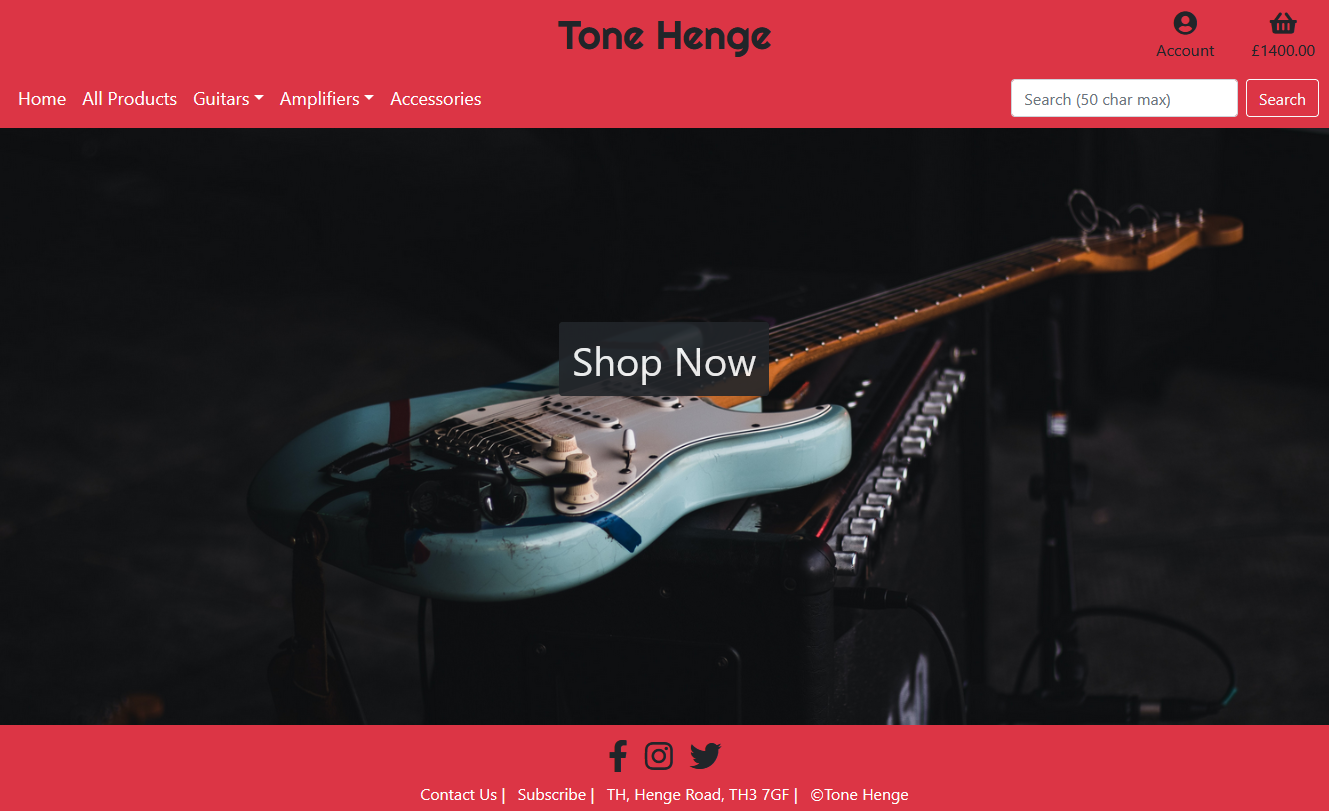 Tone Henge
Account
£1400.00
Home
All Products
Guitars
Amplifiers
Accessories
Search (50 char max)
Search
Shop Now
Contact Us |
Subscribe |
TH, Henge Road, TH3 7GF |
©Tone Henge